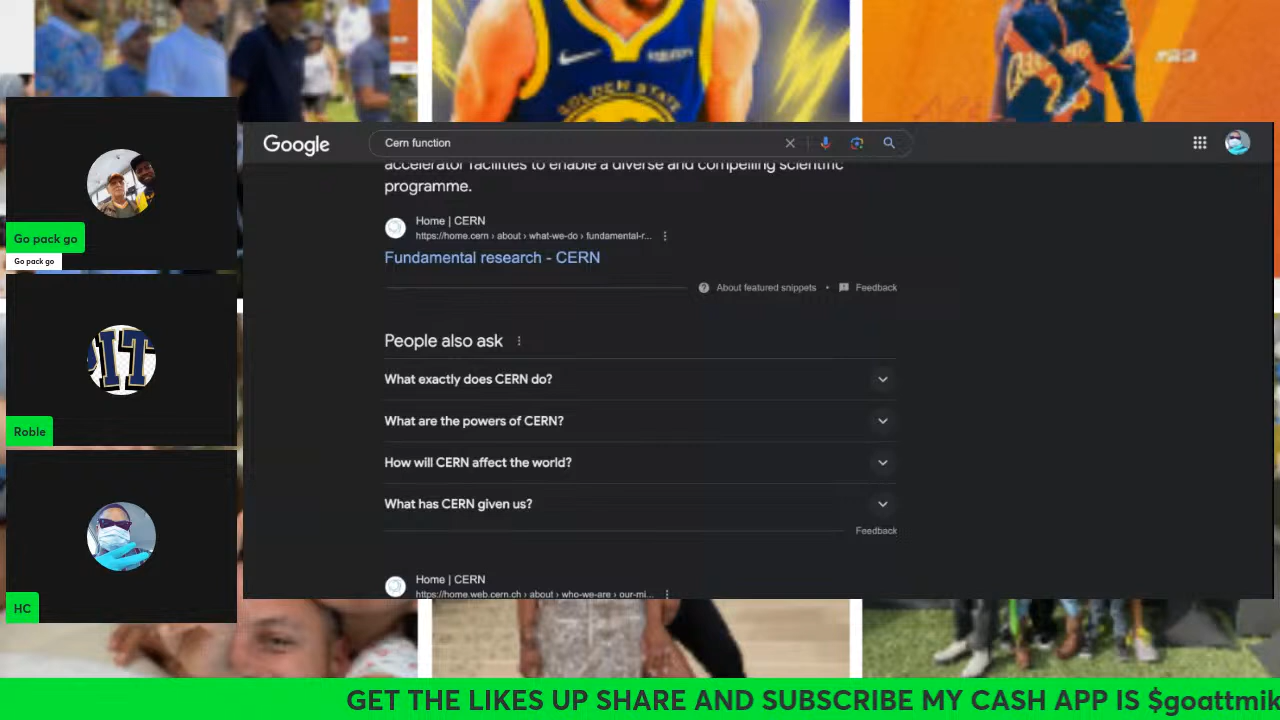 GOLDEN STATE
Google
Cern function
accelerator facilities to enable a diverse and compelling scientific
programme.
Home | CERN
https://home.cern › about › what-we-do › fundamental-r...
Fundamental research - CERN
About featured snippets • Feedback
People also ask
What exactly does CERN do?
What are the powers of CERN?
How will CERN affect the world?
What has CERN given us?
Feedback
Home | CERN
https://home.web.cern.ch › about › who-we-are › our-mi...
Go pack go
Go pack go
IT
Roble
HC
GET THE LIKES UP SHARE AND SUBSCRIBE MY CASH APP IS $goattmik